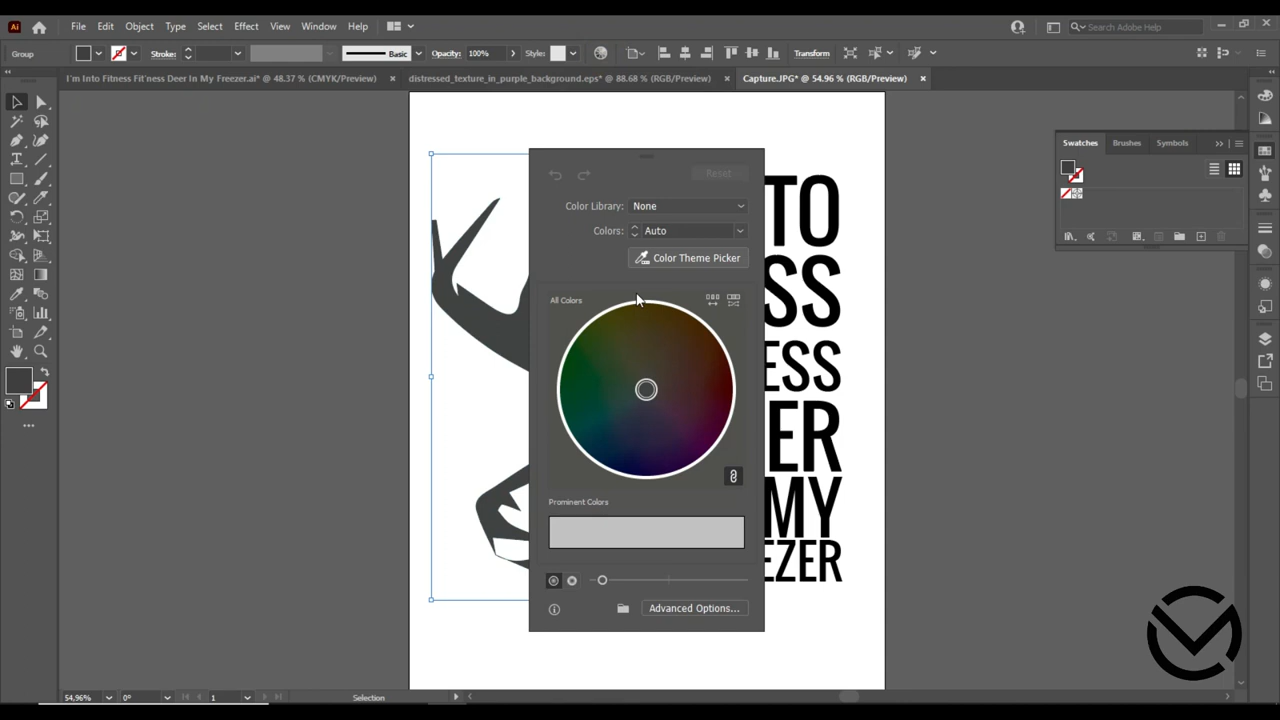 Ai File Edit Object Type Select Effect View Window Help Search Adobe Help
Group Stroke: Basic Opacity: 100% Style: Transform
I'm Into Fitness Fit'ness Deer In My Freezer.ai* @ 48.37 % (CMYK/Preview) × distressed_texture_in_purple_background.eps* @ 88.68 % (RGB/Preview) × Capture.JPG* @ 54.96 % (RGB/Preview) ×
Swatches Brushes Symbols
Reset
Color Library: None
Colors: Auto
Color Theme Picker
All Colors
Prominent Colors
Advanced Options...
TO
SS
ESS
ER
MY
EZER
54,96% 0° 1 Selection